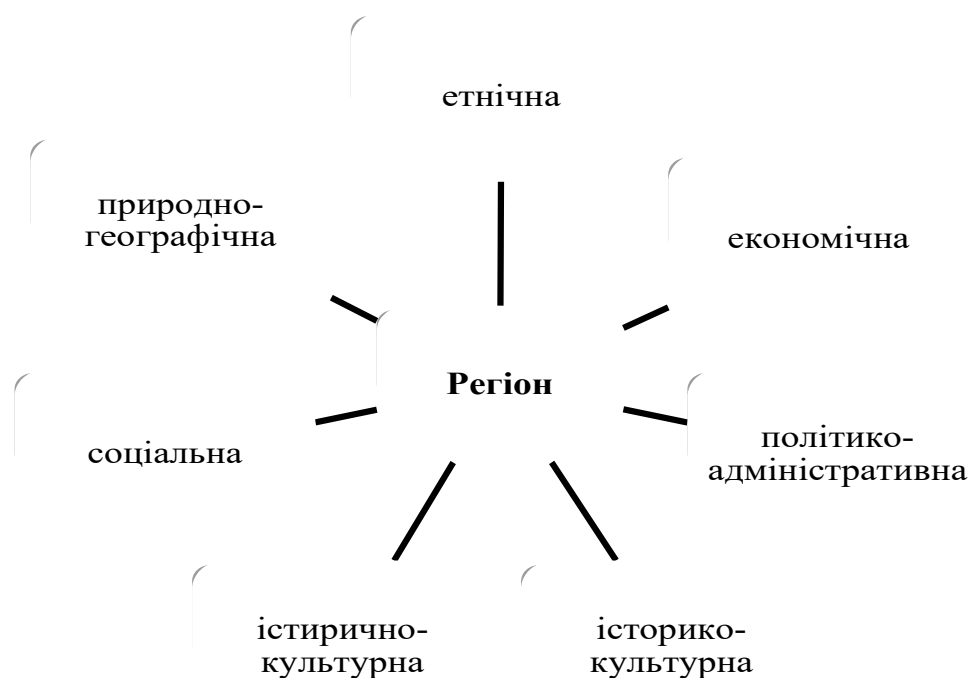 етнічна
природно-
географічна
економічна
Регіон
соціальна
політико-
адміністративна
істирично-
культурна
історико-
культурна